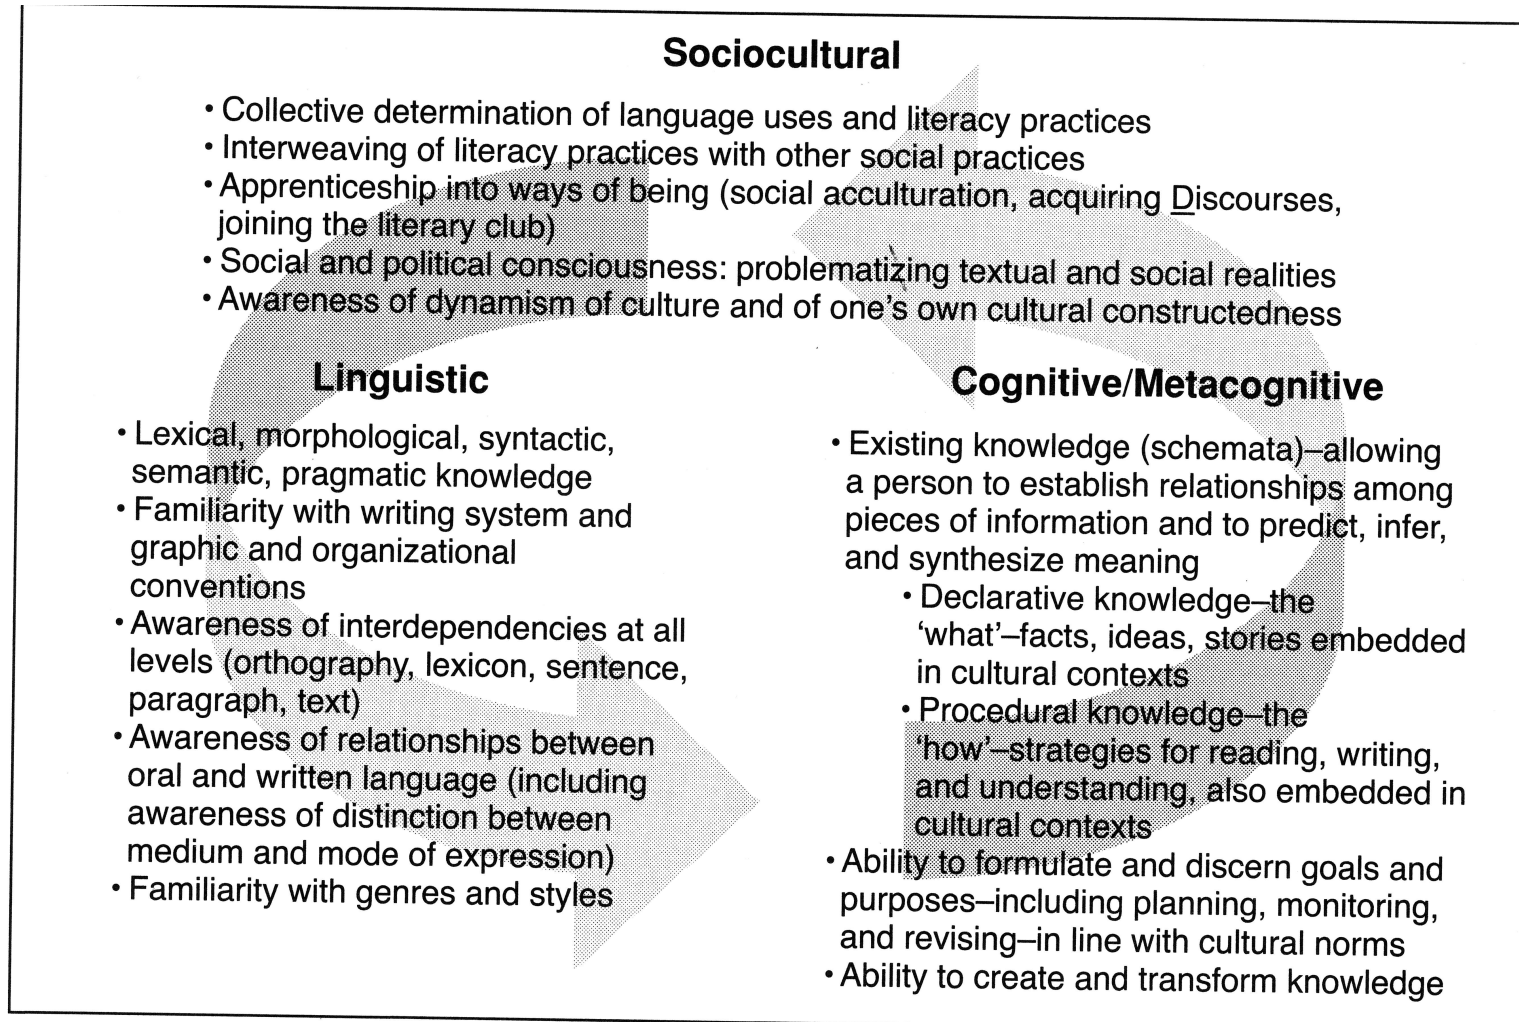 Sociocultural
• Collective determination of language uses and literacy practices
• Interweaving of literacy practices with other social practices
• Apprenticeship into ways of being (social acculturation, acquiring Discourses,
joining the literary club)
• Social and political consciousness: problematizing textual and social realities
• Awareness of dynamism of culture and of one's own cultural constructedness
Linguistic
• Lexical, morphological, syntactic,
semantic, pragmatic knowledge
• Familiarity with writing system and
graphic and organizational
conventions
• Awareness of interdependencies at all
levels (orthography, lexicon, sentence,
paragraph, text)
• Awareness of relationships between
oral and written language (including
awareness of distinction between
medium and mode of expression)
• Familiarity with genres and styles
Cognitive/Metacognitive
• Existing knowledge (schemata)–allowing
a person to establish relationships among
pieces of information and to predict, infer,
and synthesize meaning
• Declarative knowledge–the
‘what’–facts, ideas, stories embedded
in cultural contexts
• Procedural knowledge–the
‘how’–strategies for reading, writing,
and understanding, also embedded in
cultural contexts
• Ability to formulate and discern goals and
purposes–including planning, monitoring,
and revising–in line with cultural norms
• Ability to create and transform knowledge